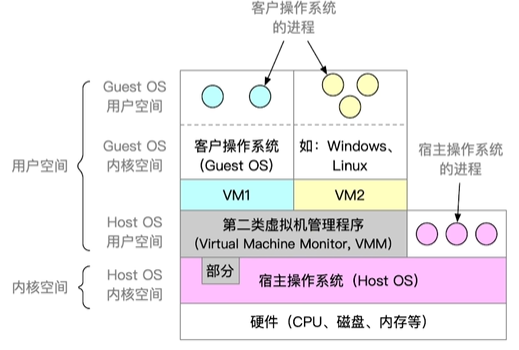 客户操作系统
的进程
Guest OS
用户空间
Guest OS
内核空间
客户操作系统
(Guest OS)
如：Windows、
Linux
宿主操作系统
的进程
用户空间
VM1
VM2
Host OS
用户空间
第二类虚拟机管理程序
(Virtual Machine Monitor, VMM)
内核空间
Host OS
内核空间
部分
宿主操作系统（Host OS）
硬件（CPU、磁盘、内存等）